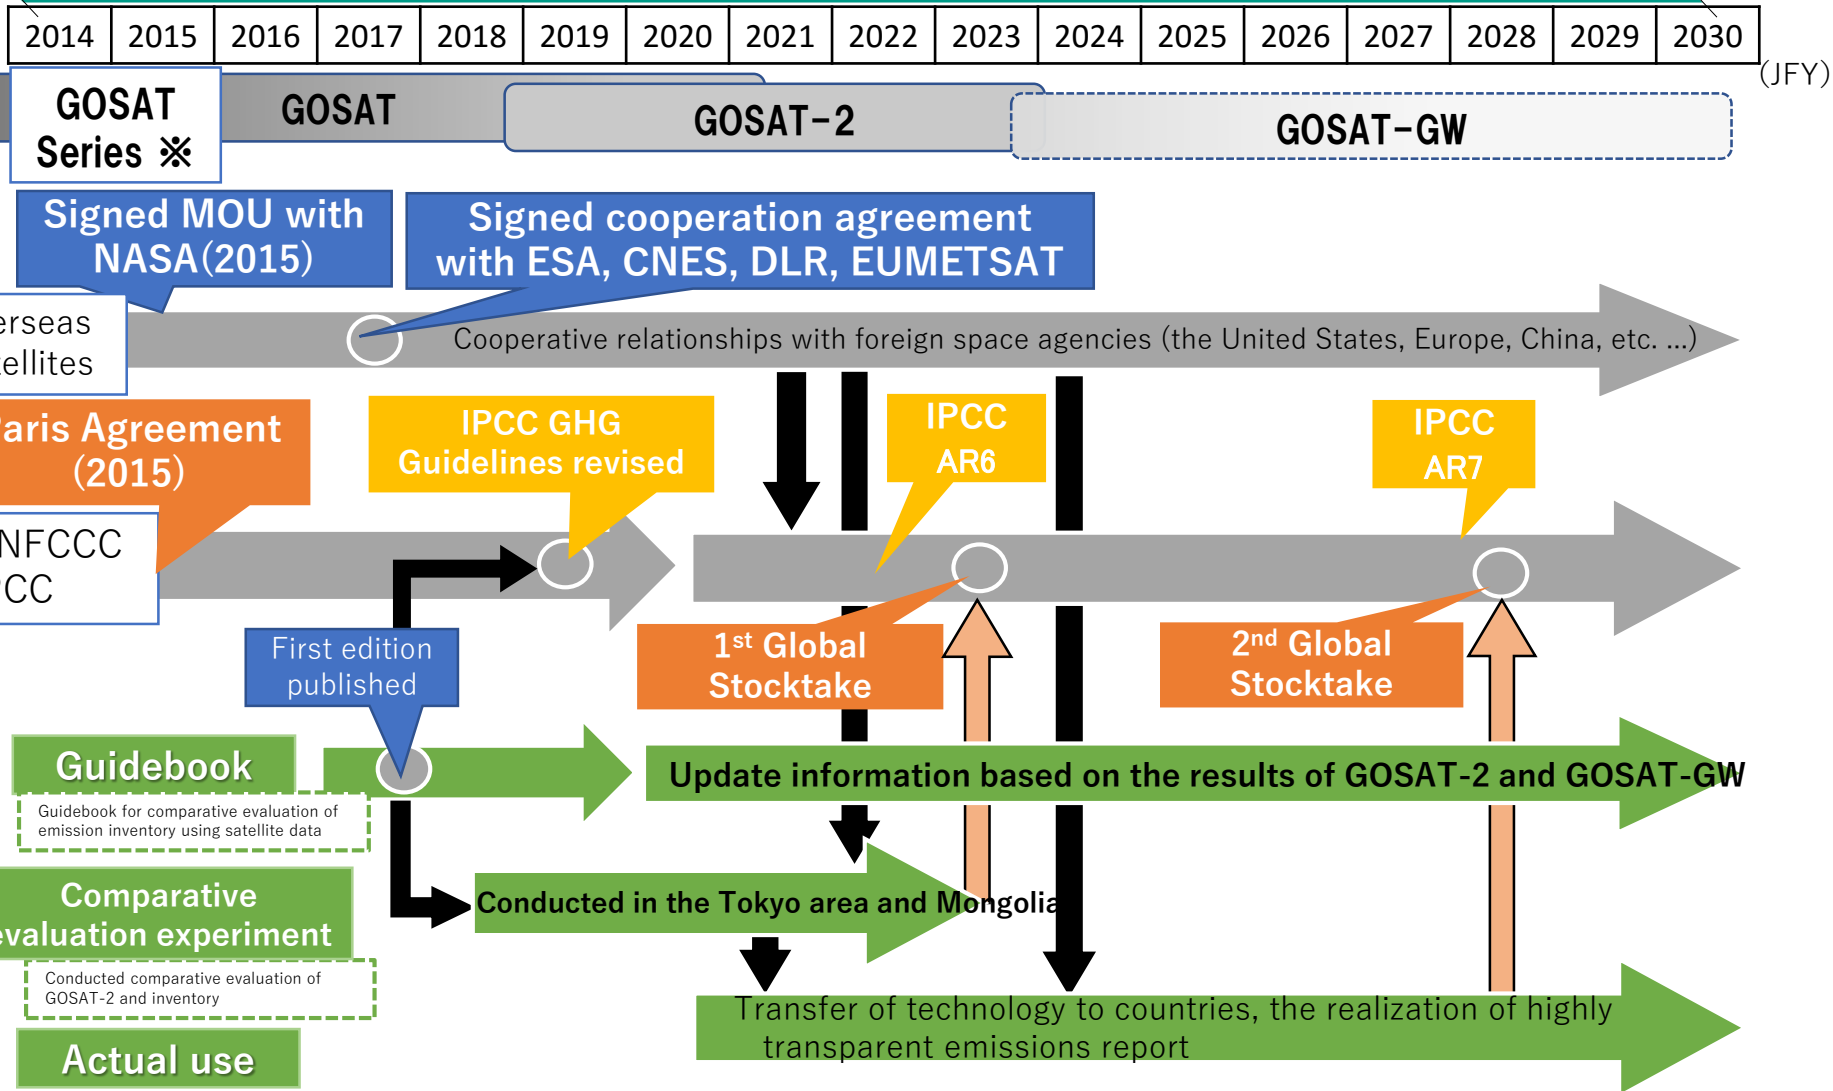 2014 2015 2016 2017 2018 2019 2020 2021 2022 2023 2024 2025 2026 2027 2028 2029 2030
(JFY)
GOSAT
Series ※
GOSAT
GOSAT-2
GOSAT-GW
Signed MOU with
NASA(2015)
Signed cooperation agreement
with ESA, CNES, DLR, EUMETSAT
erseas
ellites
Cooperative relationships with foreign space agencies (the United States, Europe, China, etc. ...)
Paris Agreement
(2015)
IPCC GHG
Guidelines revised
IPCC
AR6
IPCC
AR7
NFCCC
PCC
First edition
published
1st Global
Stocktake
2nd Global
Stocktake
Guidebook
Guidebook for comparative evaluation of
emission inventory using satellite data
Update information based on the results of GOSAT-2 and GOSAT-GW
Comparative
evaluation experiment
Conducted comparative evaluation of
GOSAT-2 and inventory
Conducted in the Tokyo area and Mongolia
Actual use
Transfer of technology to countries, the realization of highly
transparent emissions report